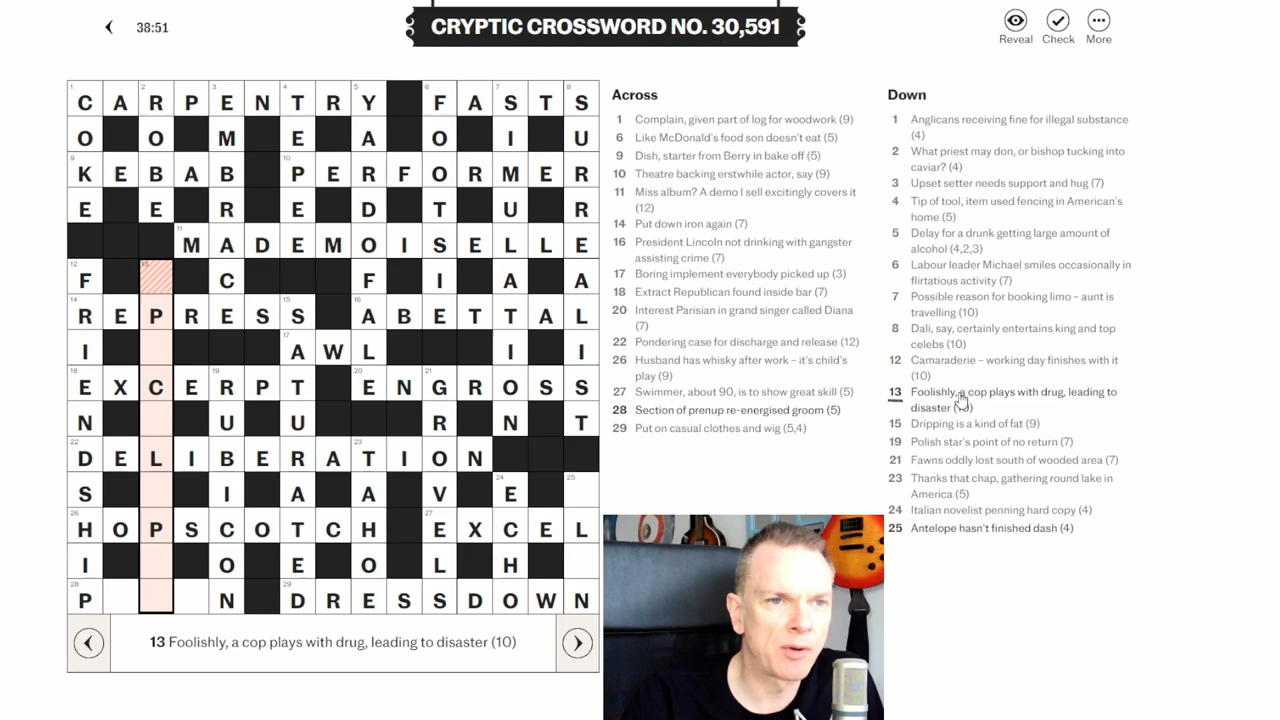 38:51
CRYPTIC CROSSWORD NO. 30,591
Reveal
Check
More
C A R P E N T R Y F A S T S
O O M E A O I U
K E B A B P E R F O R M E R
E E R E D T U R
M A D E M O I S E L L E
F C F I A A
R E P R E S S A B E T T A L
I A W L I I
E X C E R P T E N G R O S S
N U U R N T
D E L I B E R A T I O N
S I A A V E
H O P S C O T C H E X C E L
I O E O L H
P N D R E S S D O W N
13 Foolishly, a cop plays with drug, leading to disaster (10)
Across
1 Complain, given part of log for woodwork (9)
6 Like McDonald's food son doesn't eat (5)
9 Dish, starter from Berry in bake off (5)
10 Theatre backing erstwhile actor, say (9)
11 Miss album? A demo I sell excitingly covers it
(12)
14 Put down iron again (7)
16 President Lincoln not drinking with gangster
assisting crime (7)
17 Boring implement everybody picked up (3)
18 Extract Republican found inside bar (7)
20 Interest Parisian in grand singer called Diana
(7)
22 Pondering case for discharge and release (12)
26 Husband has whisky after work – it's child's
play (9)
27 Swimmer, about 90, is to show great skill (5)
28 Section of prenup re-energised groom (5)
29 Put on casual clothes and wig (5,4)
Down
1 Anglicans receiving fine for illegal substance
(4)
2 What priest may don, or bishop tucking into
caviar? (4)
3 Upset setter needs support and hug (7)
4 Tip of tool, item used fencing in American's
home (5)
5 Delay for a drunk getting large amount of
alcohol (4,2,3)
6 Labour leader Michael smiles occasionally in
flirtatious activity (7)
7 Possible reason for booking limo – aunt is
travelling (10)
8 Dali, say, certainly entertains king and top
celebs (10)
12 Camaraderie – working day finishes with it
(10)
13 Foolishly, a cop plays with drug, leading to
disaster
15 Dripping is a kind of fat (9)
19 Polish star's point of no return (7)
21 Fawns oddly lost south of wooded area (7)
23 Thanks that chap, gathering round lake in
America (5)
24 Italian novelist penning hard copy (4)
25 Antelope hasn't finished dash (4)